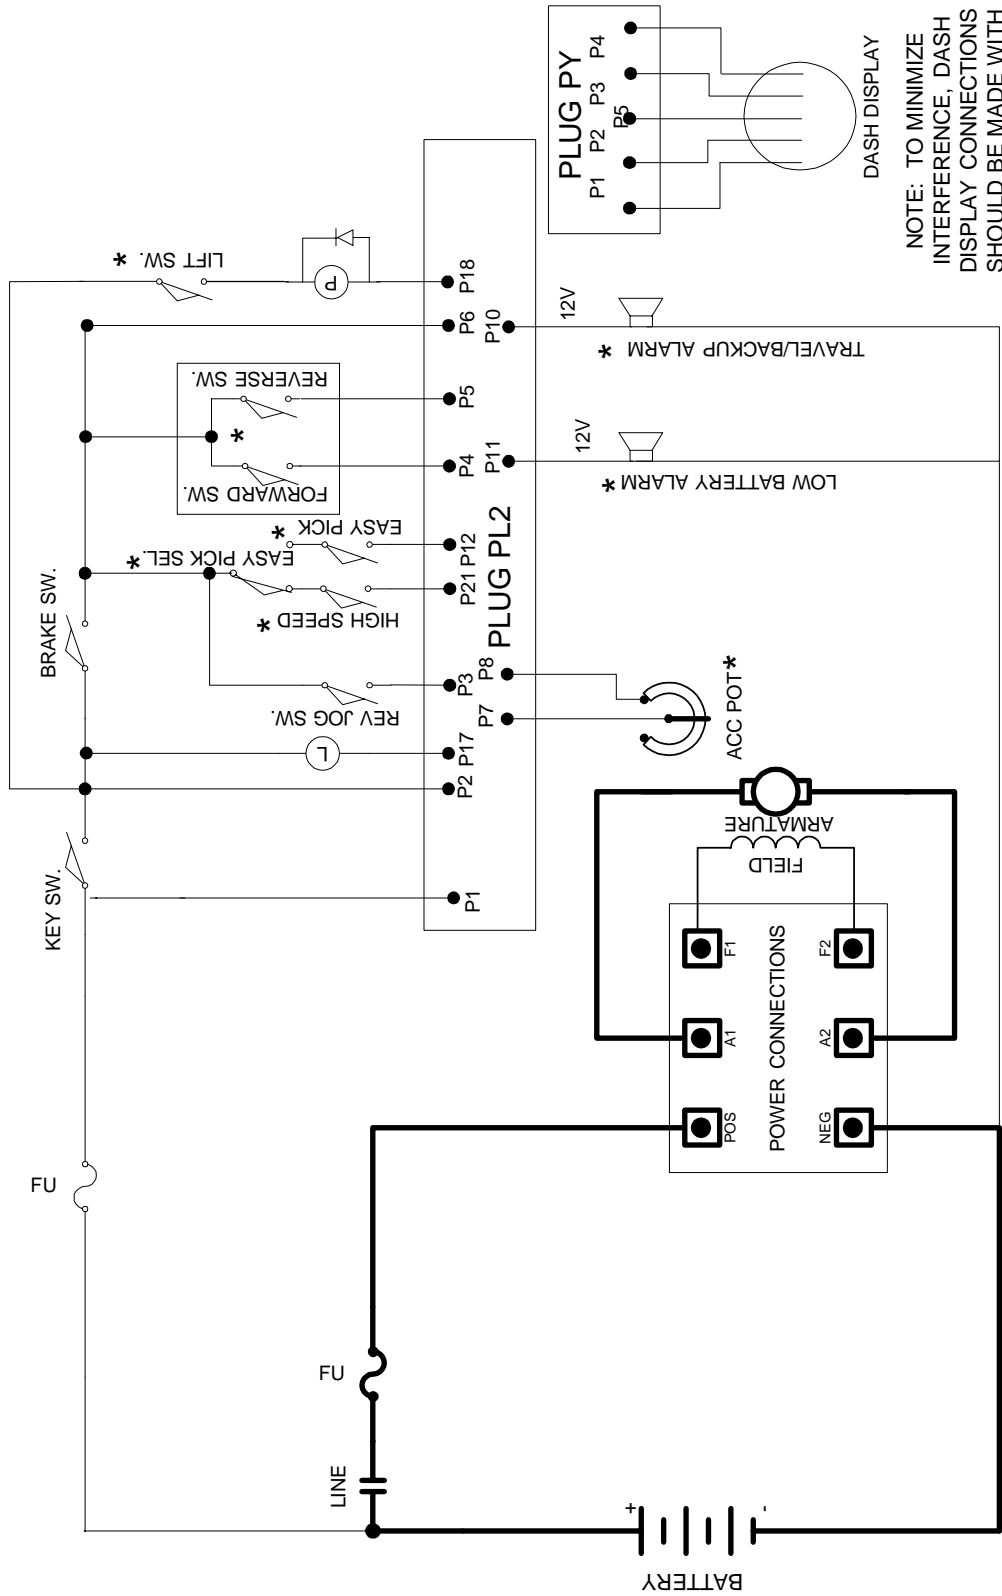 FU
KEY SW.
BRAKE SW.
LIFT SW. *
REVERSE SW.
*
FORWARD SW.
EASY PICK *
EASY PICK SEL. *
HIGH SPEED *
REV JOG SW.
L
P
P1
P2
P17
P3
P21
P12
P4
P5
P6
P18
P7
P8
P11
P10
PLUG PL2
PLUG PY
P1
P2
P5
P3
P4
DASH DISPLAY
NOTE: TO MINIMIZE
INTERFERENCE, DASH
DISPLAY CONNECTIONS
SHOULD BE MADE WITH
12V
TRAVEL/BACKUP ALARM *
12V
LOW BATTERY ALARM *
ACC POT*
ARMATURE
FIELD
POWER CONNECTIONS
POS
A1
F1
NEG
A2
F2
FU
LINE
+
-
BATTERY